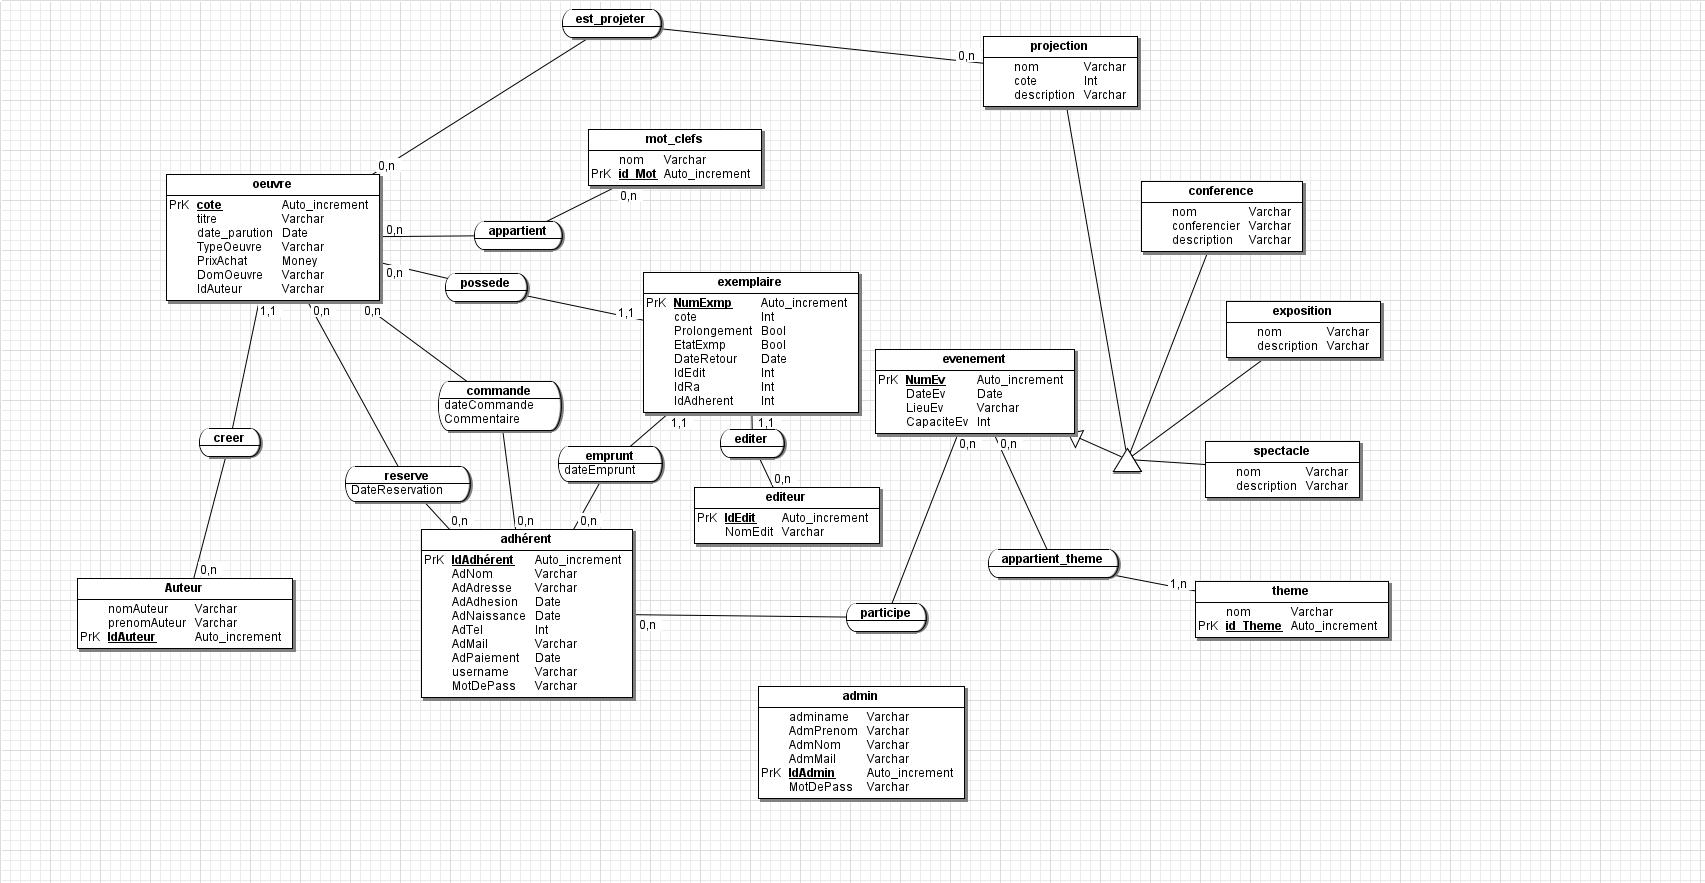 est_projeter
0,n
0,n
projection
nom Varchar
cote Int
description Varchar
mot_clefs
nom Varchar
PrK id_Mot Auto_increment
0,n
appartient
0,n
oeuvre
PrK cote Auto_increment
titre Varchar
date_parution Date
TypeOeuvre Varchar
PrixAchat Money
DomOeuvre Varchar
IdAuteur Varchar
0,n
possede
1,1
1,1
0,n
0,n
conference
nom Varchar
conferencier Varchar
description Varchar
exemplaire
PrK NumExmp Auto_increment
cote Int
Prolongement Bool
EtatExmp Bool
DateRetour Date
IdEdit Int
IdRa Int
IdAdherent Int
1,1
1,1
exposition
nom Varchar
description Varchar
evenement
PrK NumEv Auto_increment
DateEv Date
LieuEv Varchar
CapaciteEv Int
0,n
0,n
commande
dateCommande
Commentaire
creer
editer
emprunt
dateEmprunt
reserve
DateReservation
spectacle
nom Varchar
description Varchar
0,n
editeur
PrK IdEdit Auto_increment
NomEdit Varchar
0,n
0,n
0,n
adhérent
PrK IdAdhérent Auto_increment
AdNom Varchar
AdAdresse Varchar
AdAdhesion Date
AdNaissance Date
AdTel Int
AdMail Varchar
AdPaiement Date
username Varchar
MotDePass Varchar
0,n
Auteur
nomAuteur Varchar
prenomAuteur Varchar
PrK IdAuteur Auto_increment
appartient_theme
1,n
theme
nom Varchar
PrK id_Theme Auto_increment
participe
0,n
admin
adminame Varchar
AdmPrenom Varchar
AdmNom Varchar
AdmMail Varchar
PrK IdAdmin Auto_increment
MotDePass Varchar